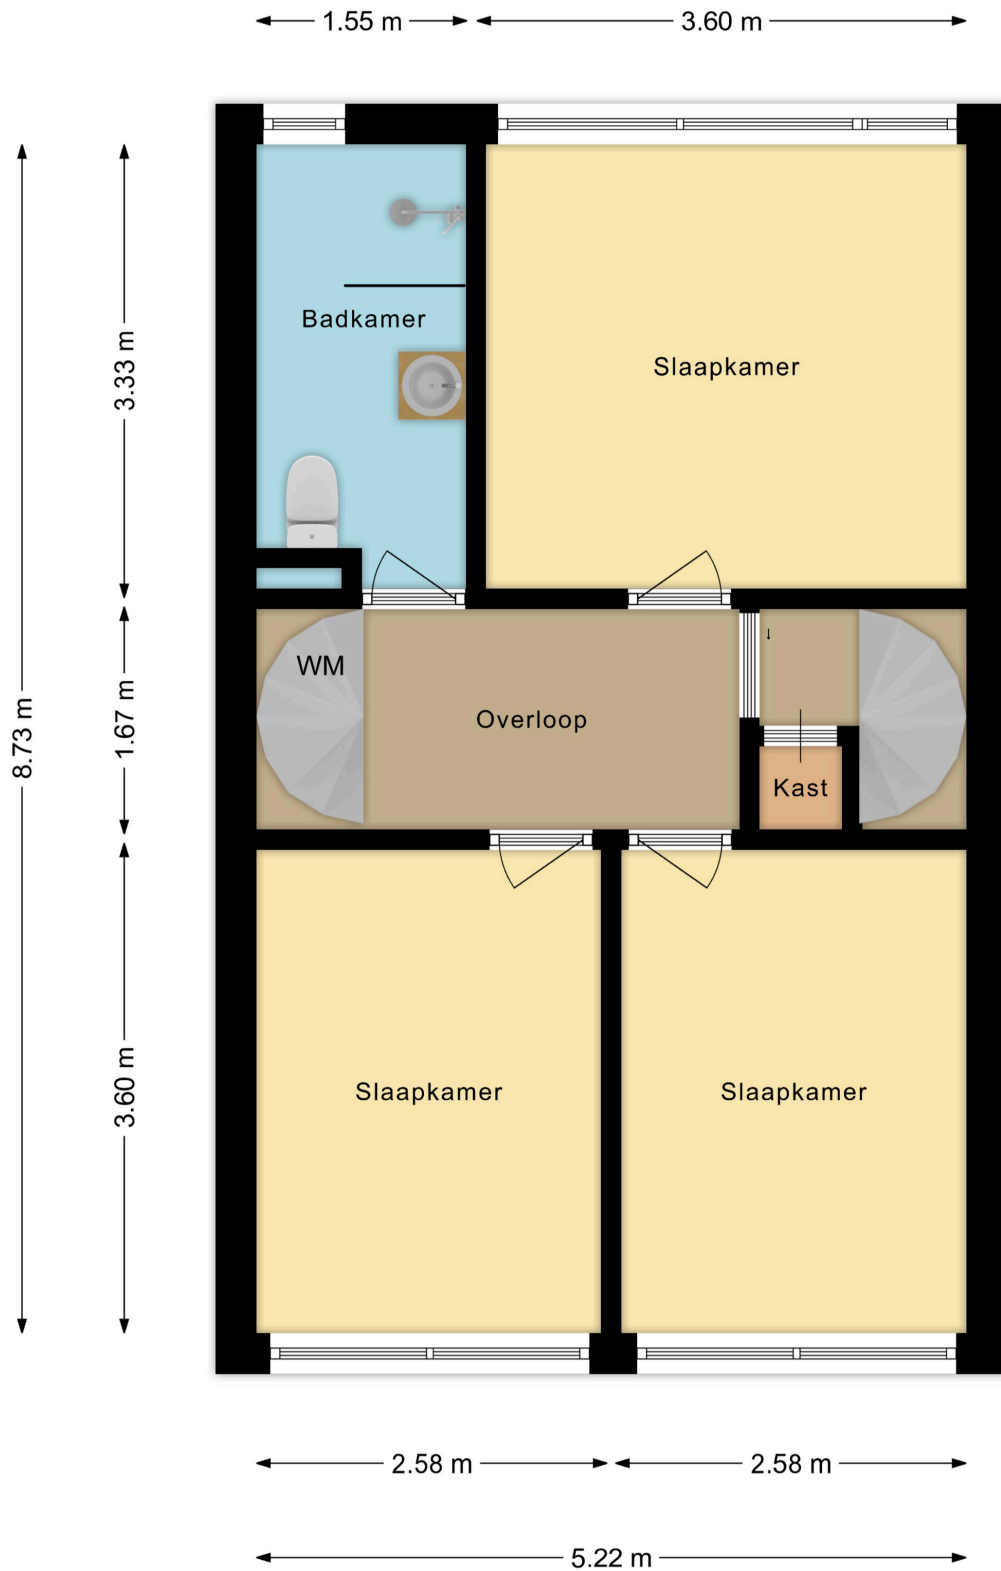 1.55 m
3.60 m
Badkamer
Slaapkamer
3.33 m
WM
Overloop
Kast
1.67 m
8.73 m
Slaapkamer
Slaapkamer
3.60 m
2.58 m
2.58 m
5.22 m